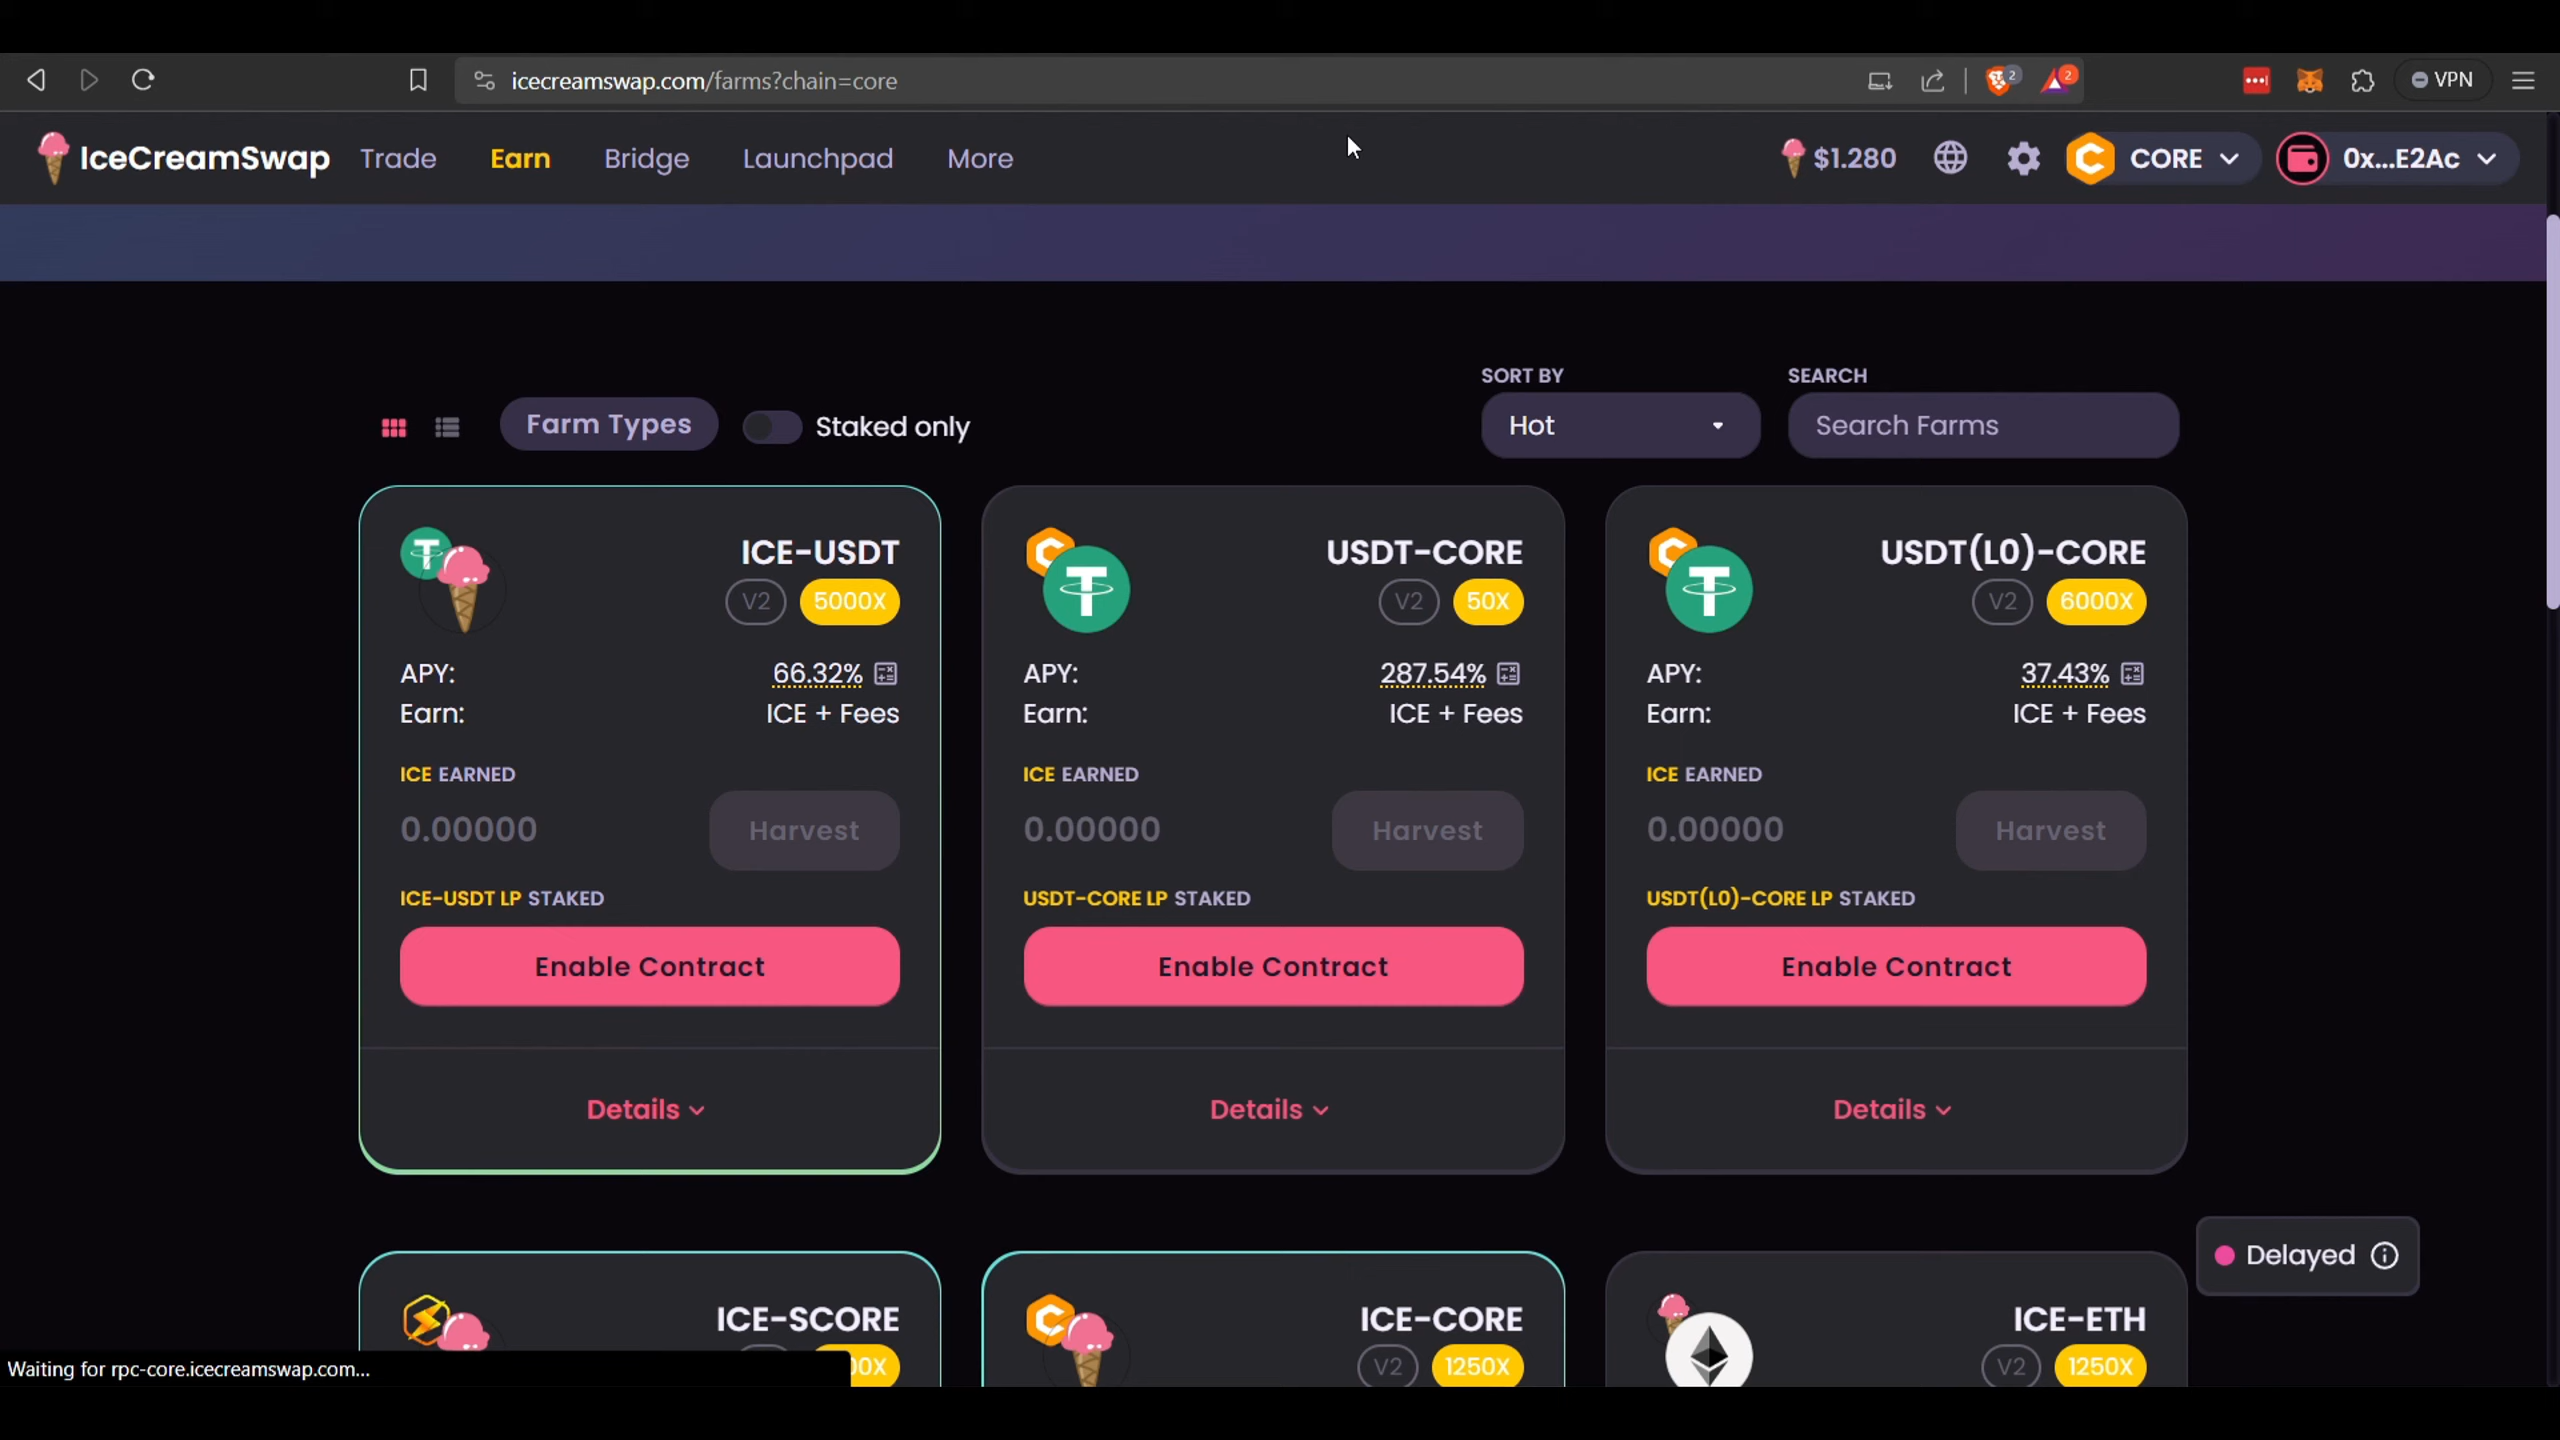 icecreamswap.com/farms?chain=core
2
2
VPN
IceCreamSwap
Trade
Earn
Bridge
Launchpad
More
$1.280
CORE
0x...E2Ac
Farm Types
Staked only
SORT BY
Hot
SEARCH
Search Farms
ICE-USDT
V2
5000X
APY:
66.32%
Earn:
ICE + Fees
ICE EARNED
0.00000
Harvest
ICE-USDT LP STAKED
Enable Contract
Details
USDT-CORE
V2
50X
APY:
287.54%
Earn:
ICE + Fees
ICE EARNED
0.00000
Harvest
USDT-CORE LP STAKED
Enable Contract
Details
USDT(L0)-CORE
V2
6000X
APY:
37.43%
Earn:
ICE + Fees
ICE EARNED
0.00000
Harvest
USDT(L0)-CORE LP STAKED
Enable Contract
Details
Delayed
ICE-SCORE
ICE-CORE
V2
1250X
ICE-ETH
V2
1250X
Waiting for rpc-core.icecreamswap.com...